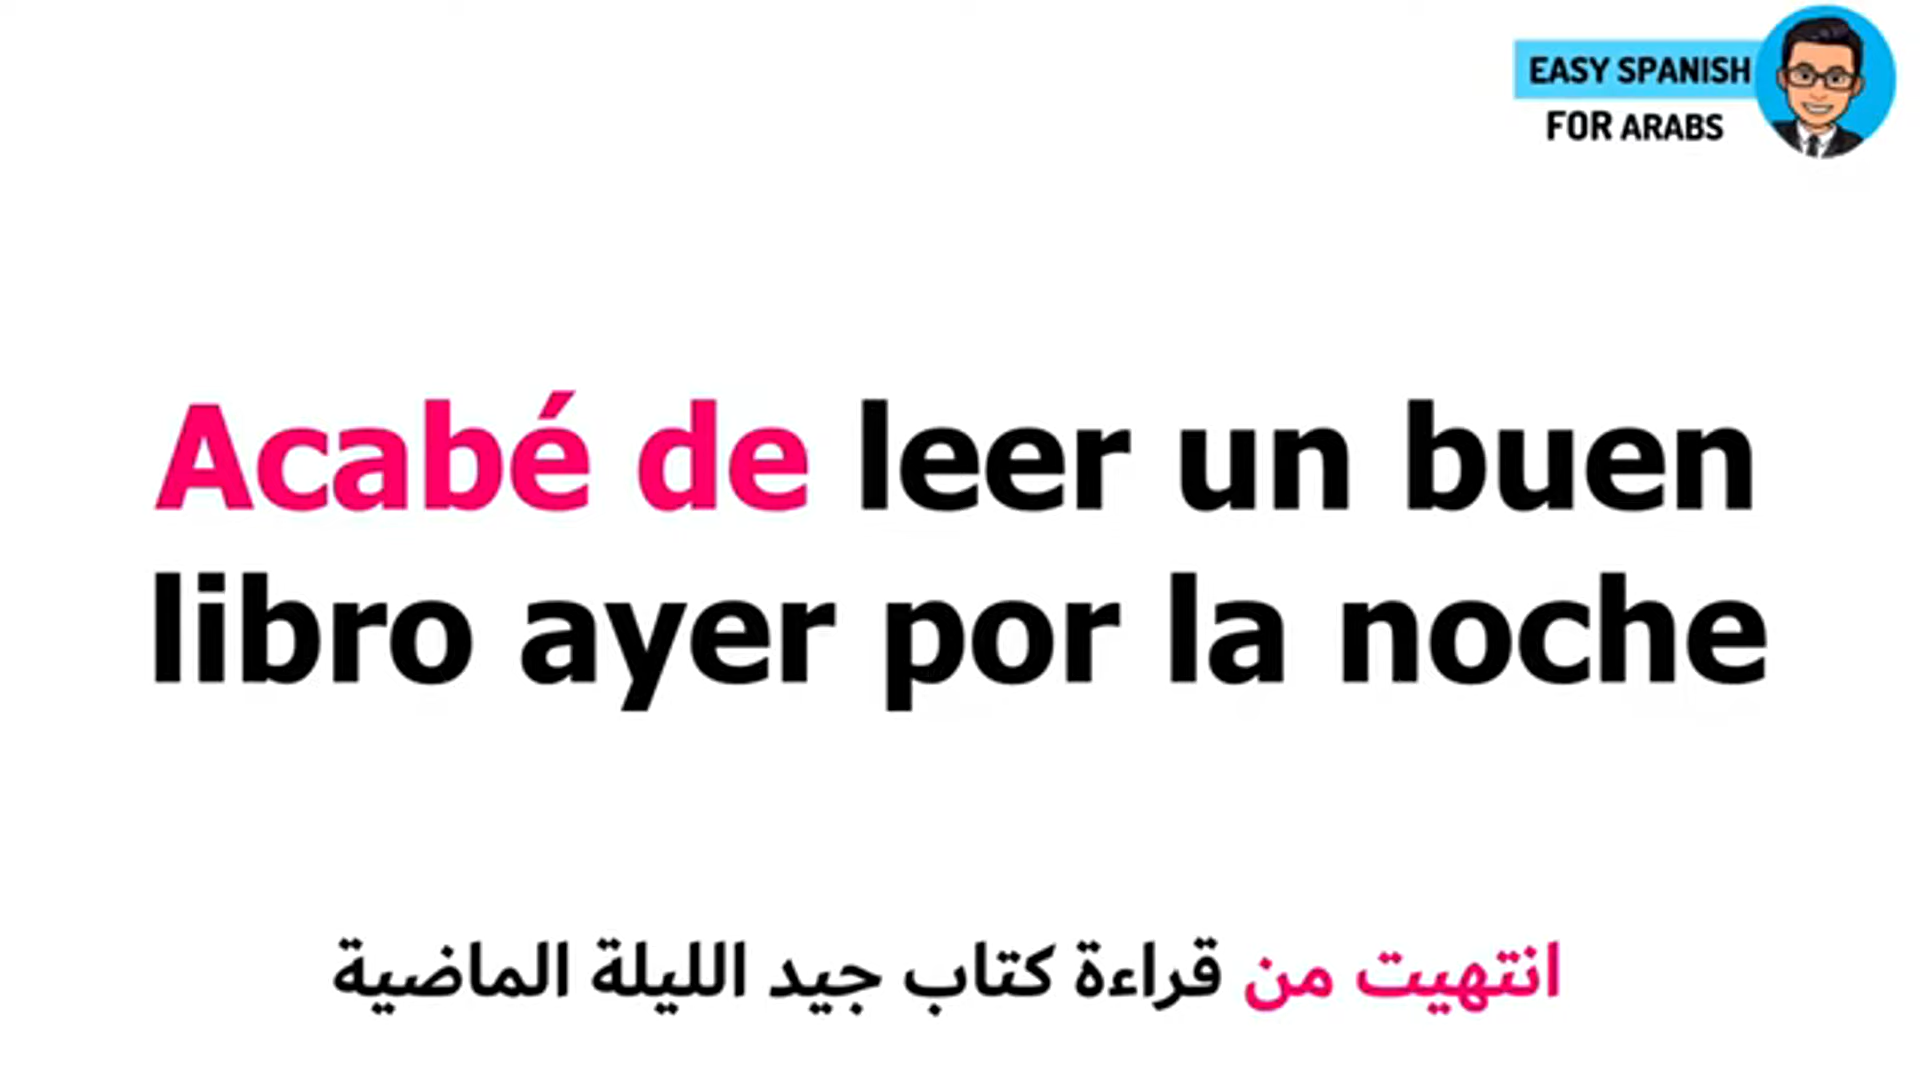 EASY SPANISH
FOR ARABS
Acabé de leer un buen
libro ayer por la noche
انتهيت من قراءة كتاب جيد الليلة الماضية